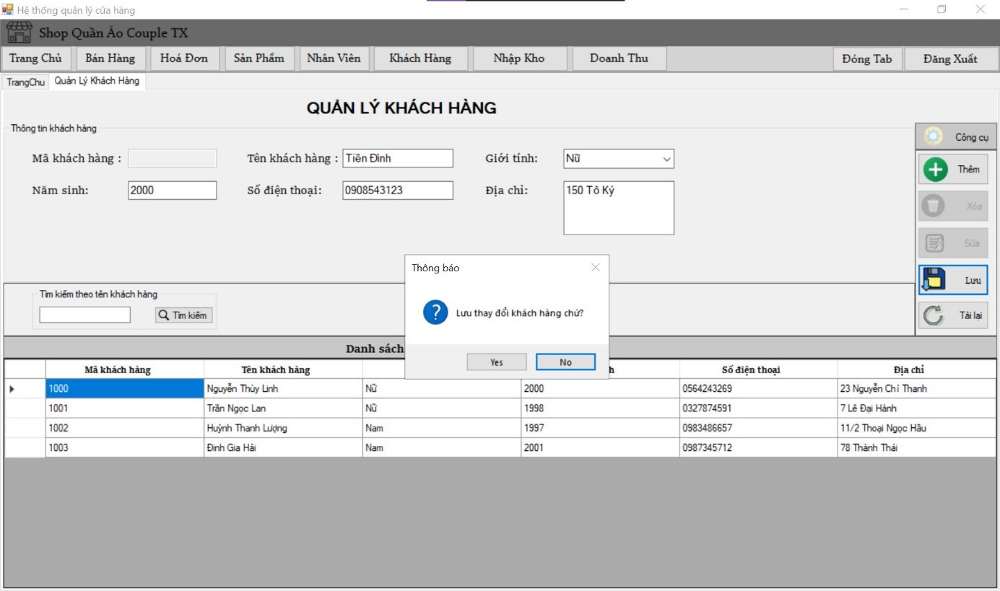 Hệ thống quản lý cửa hàng
Shop Quần Áo Couple TX
Trang Chủ Bán Hàng Hoá Đơn Sản Phẩm Nhân Viên Khách Hàng Nhập Kho Doanh Thu Đóng Tab Đăng Xuất
TrangChu Quản Lý Khách Hàng
QUẢN LÝ KHÁCH HÀNG
Thông tin khách hàng
Công cụ
Mã khách hàng : Tên khách hàng : Tiền Đinh Giới tính: Nữ
Thêm
Năm sinh: 2000 Số điện thoại: 0908543123 Địa chỉ: 150 Tô Ký
Xóa
Sửa
Thông báo
Lưu
Tìm kiếm theo tên khách hàng
Lưu thay đổi khách hàng chứ?
Tìm kiếm
Tải lại
Danh sách
Yes No
Mã khách hàng Tên khách hàng h Số điện thoại Địa chỉ
1000 Nguyễn Thùy Linh Nữ 2000 0564243269 23 Nguyễn Chí Thanh
1001 Trần Ngọc Lan Nữ 1998 0327874591 7 Lê Đại Hành
1002 Huỳnh Thanh Lượng Nam 1997 0983486657 11/2 Thoại Ngọc Hầu
1003 Đinh Gia Hải Nam 2001 0987345712 78 Thành Thái